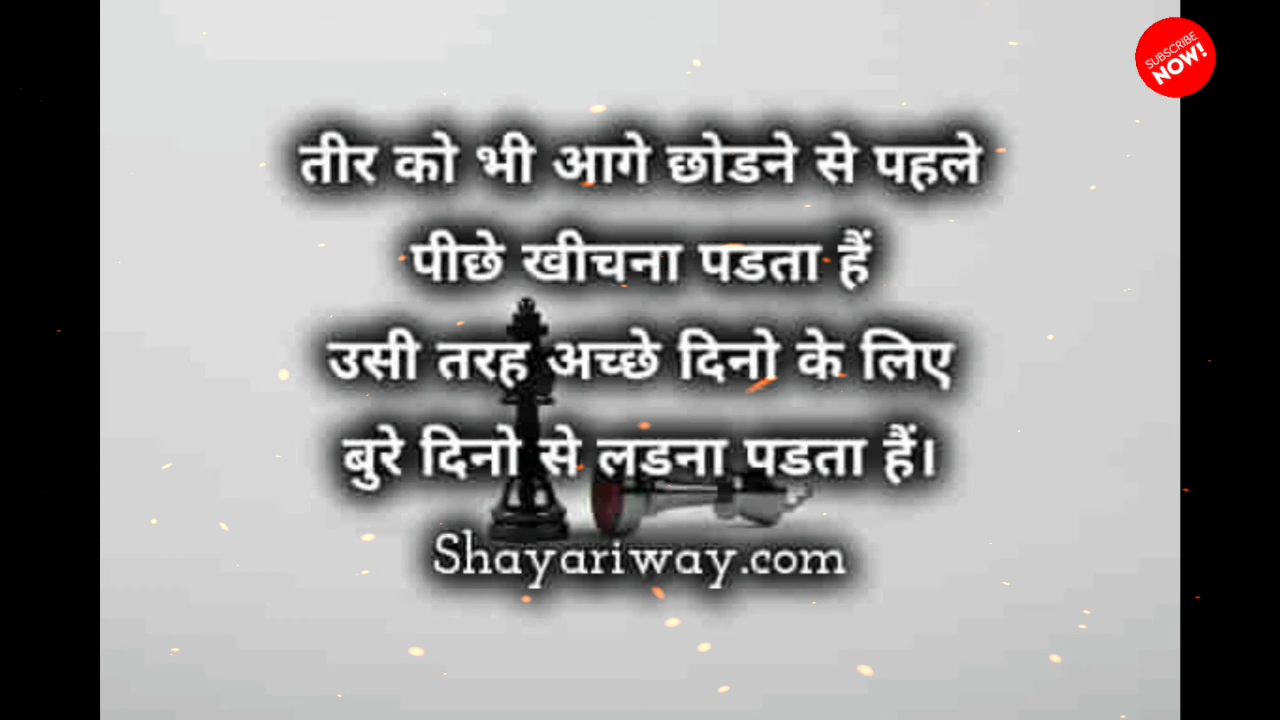 SUBSCRIBE
NOW!
तीर को भी आगे छोडने से पहले
पीछे खीचना पडता हैं
उसी तरह अच्छे दिनो के लिए
बुरे दिनो से लडना पडता हैं।
Shayariway.com